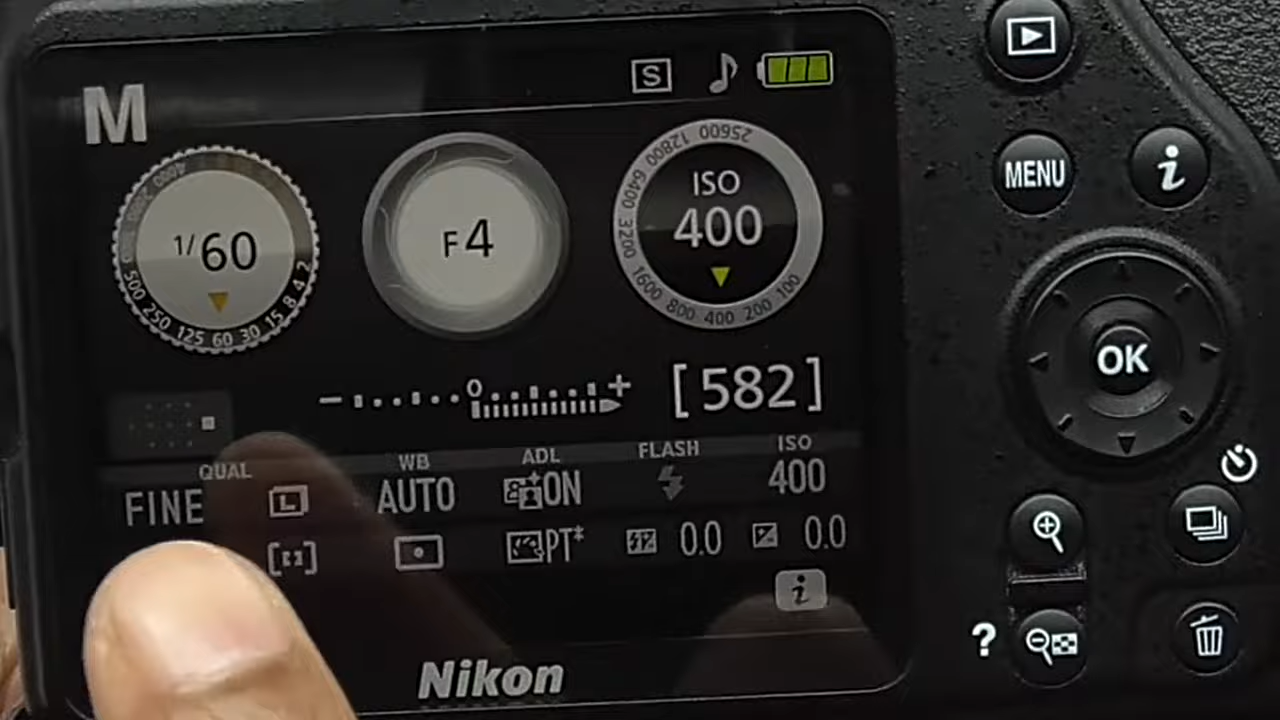 M
S
1/60
4000 2000 500 250 125 60 30 15 8 4 2
F4
ISO
400
25600 12800 6400 3200 1600 800 400 200 100
MENU
i
− 0 +
[582]
OK
QUAL WB ADL FLASH ISO
FINE L AUTO ON 400
PT* 0.0 0.0
i
?
Nikon